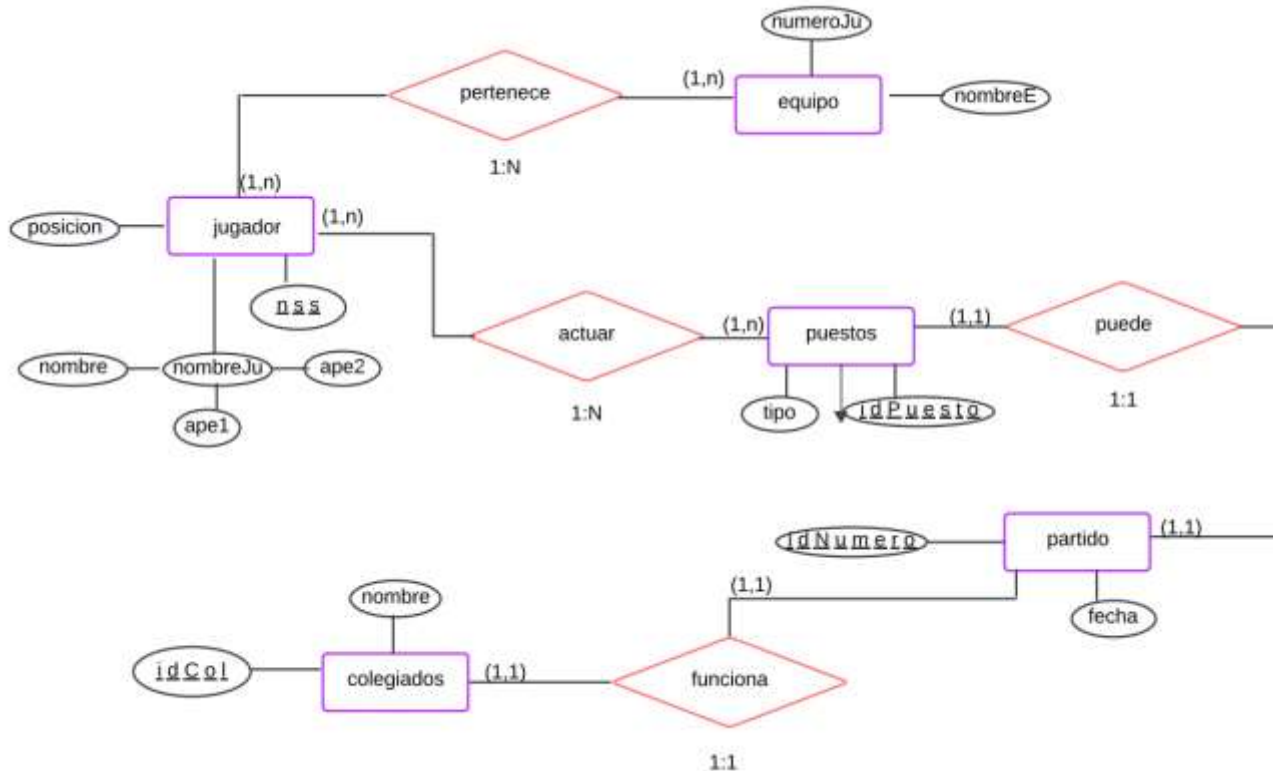 numeroJu
pertenece
(1,n)
equipo
nombreE
1:N
(1,n)
posicion
jugador
(1,n)
nss
actuar
(1,n)
puestos
(1,1)
puede
nombre
nombreJu
ape2
1:N
tipo
idPuesto
1:1
ape1
IdNumero
partido
(1,1)
(1,1)
nombre
fecha
idCol
colegiados
(1,1)
funciona
1:1